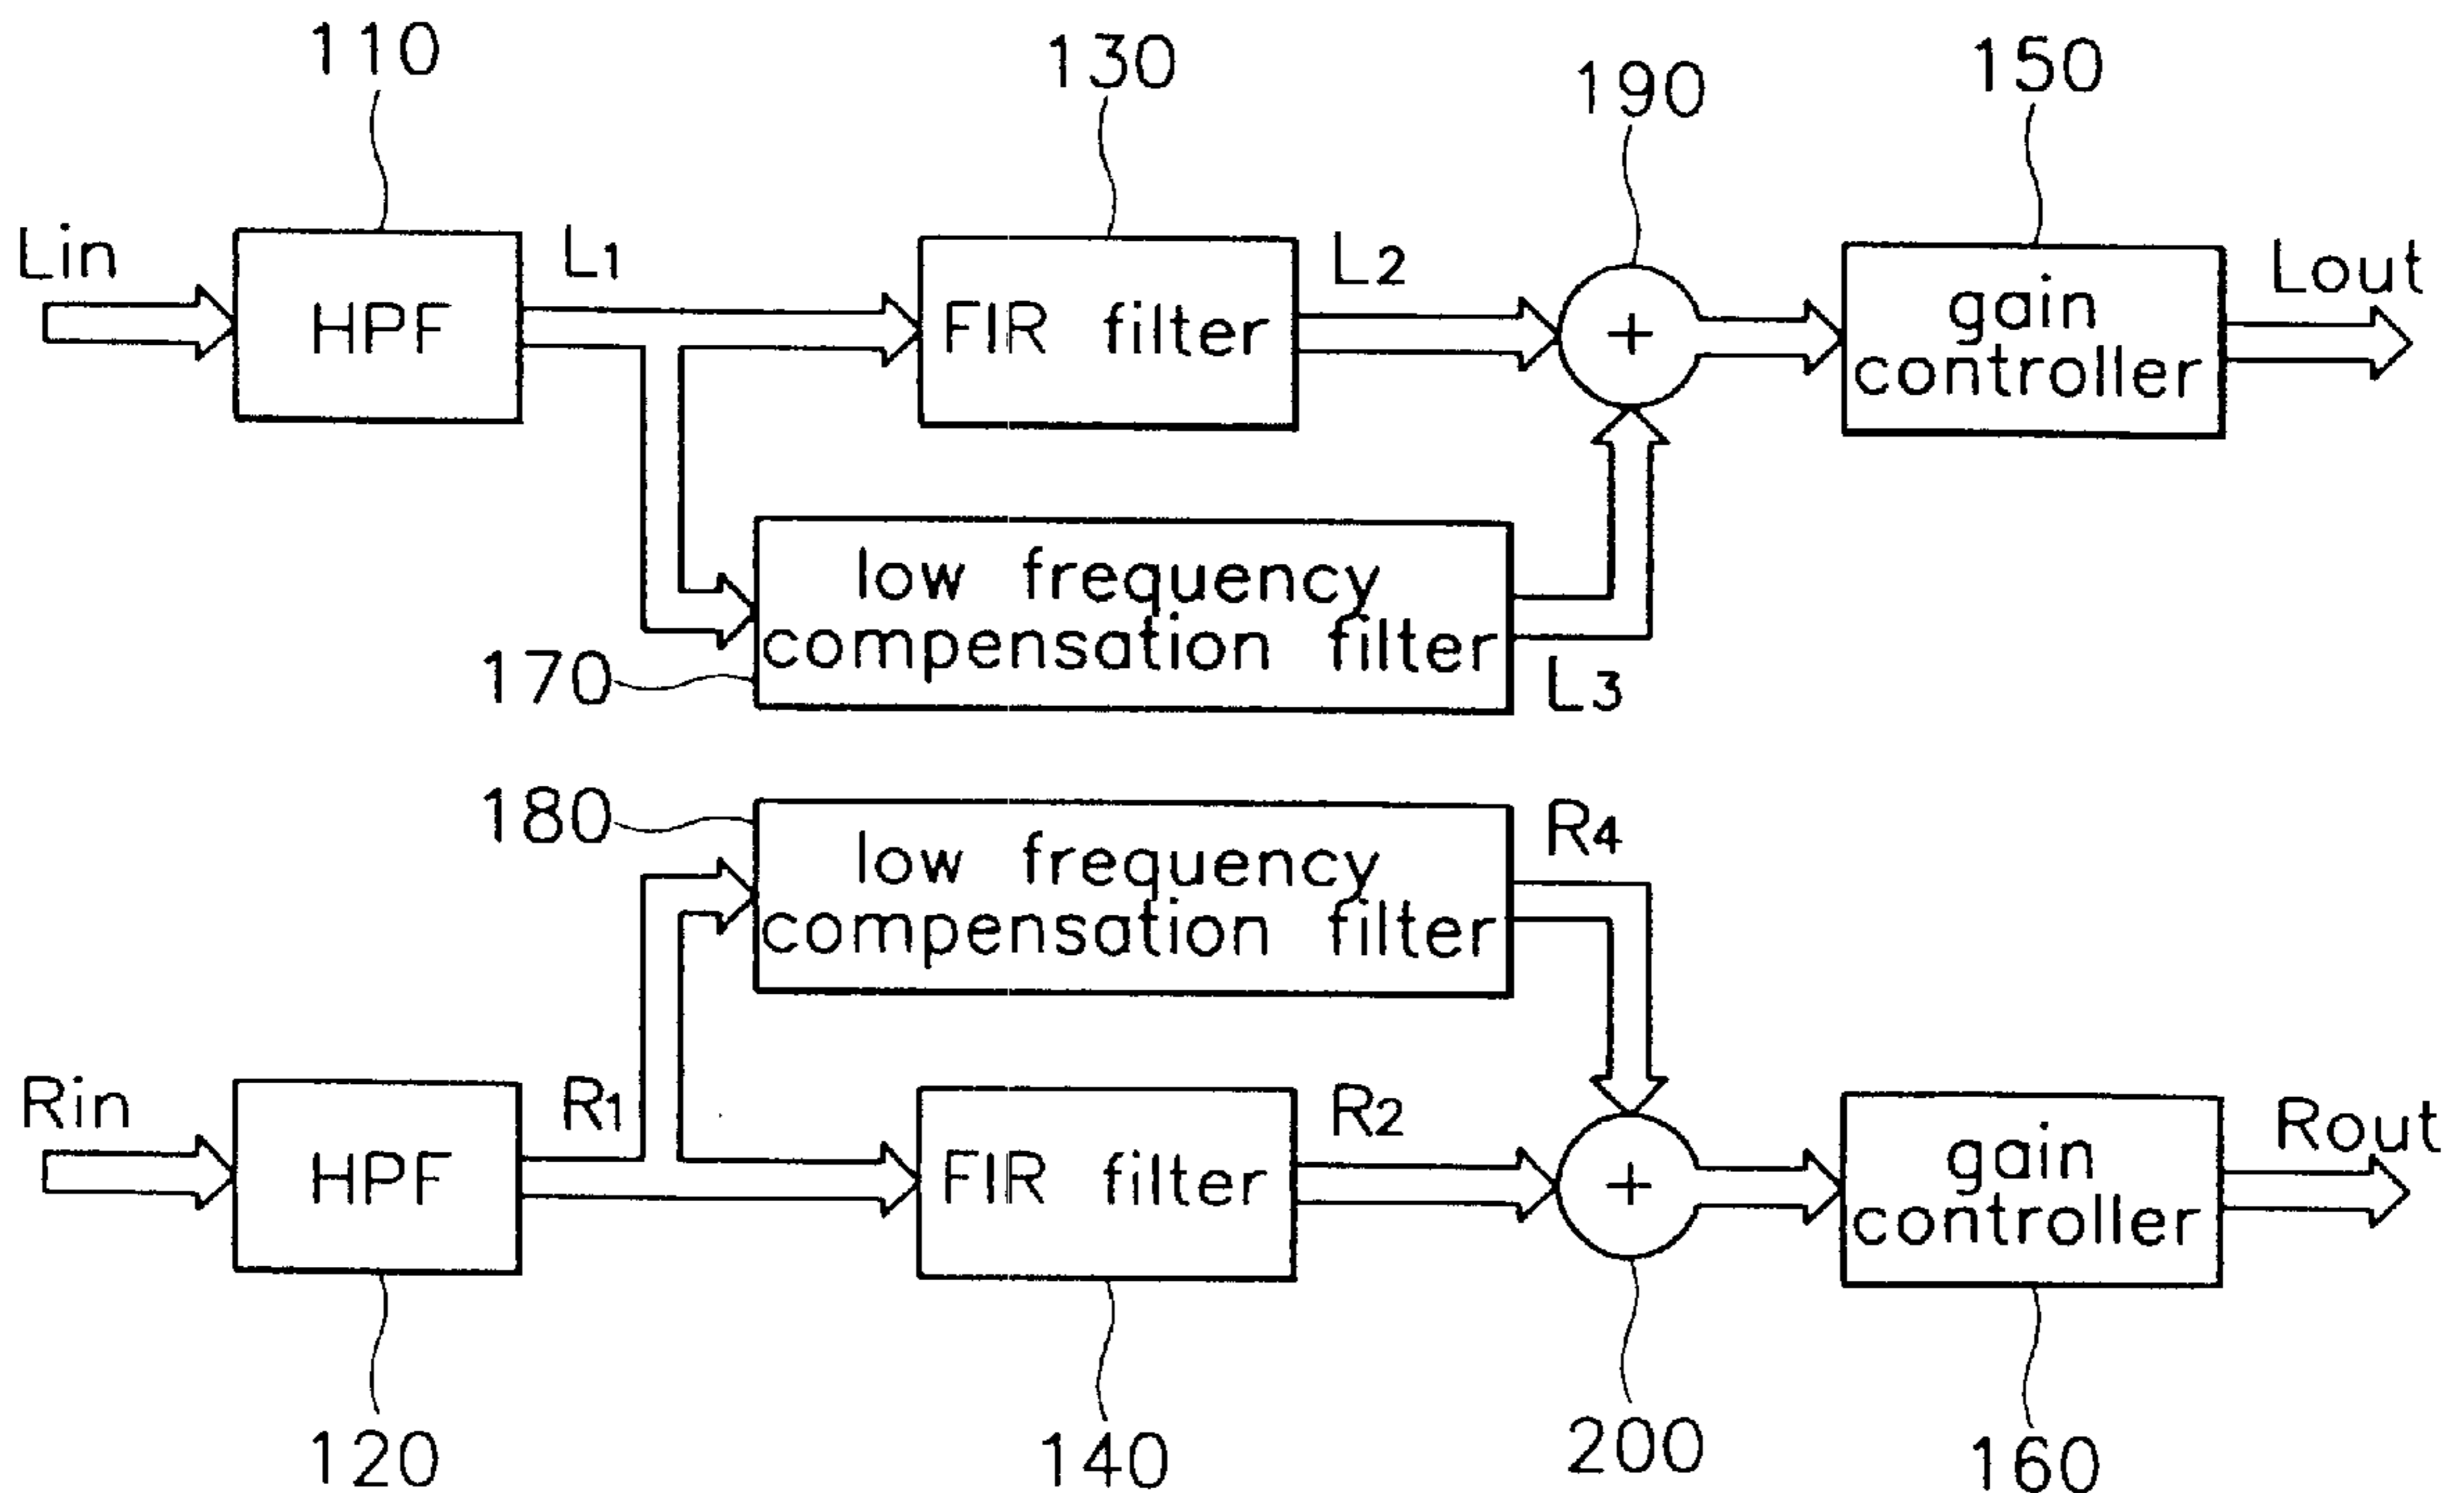 110
130
190
150
Lin
HPF
L1
FIR filter
L2
+
gain
controller
Lout
low frequency
compensation filter
170
L3
180
low frequency
compensation filter
R4
Rin
HPF
R1
FIR filter
R2
+
gain
controller
Rout
120
140
200
160